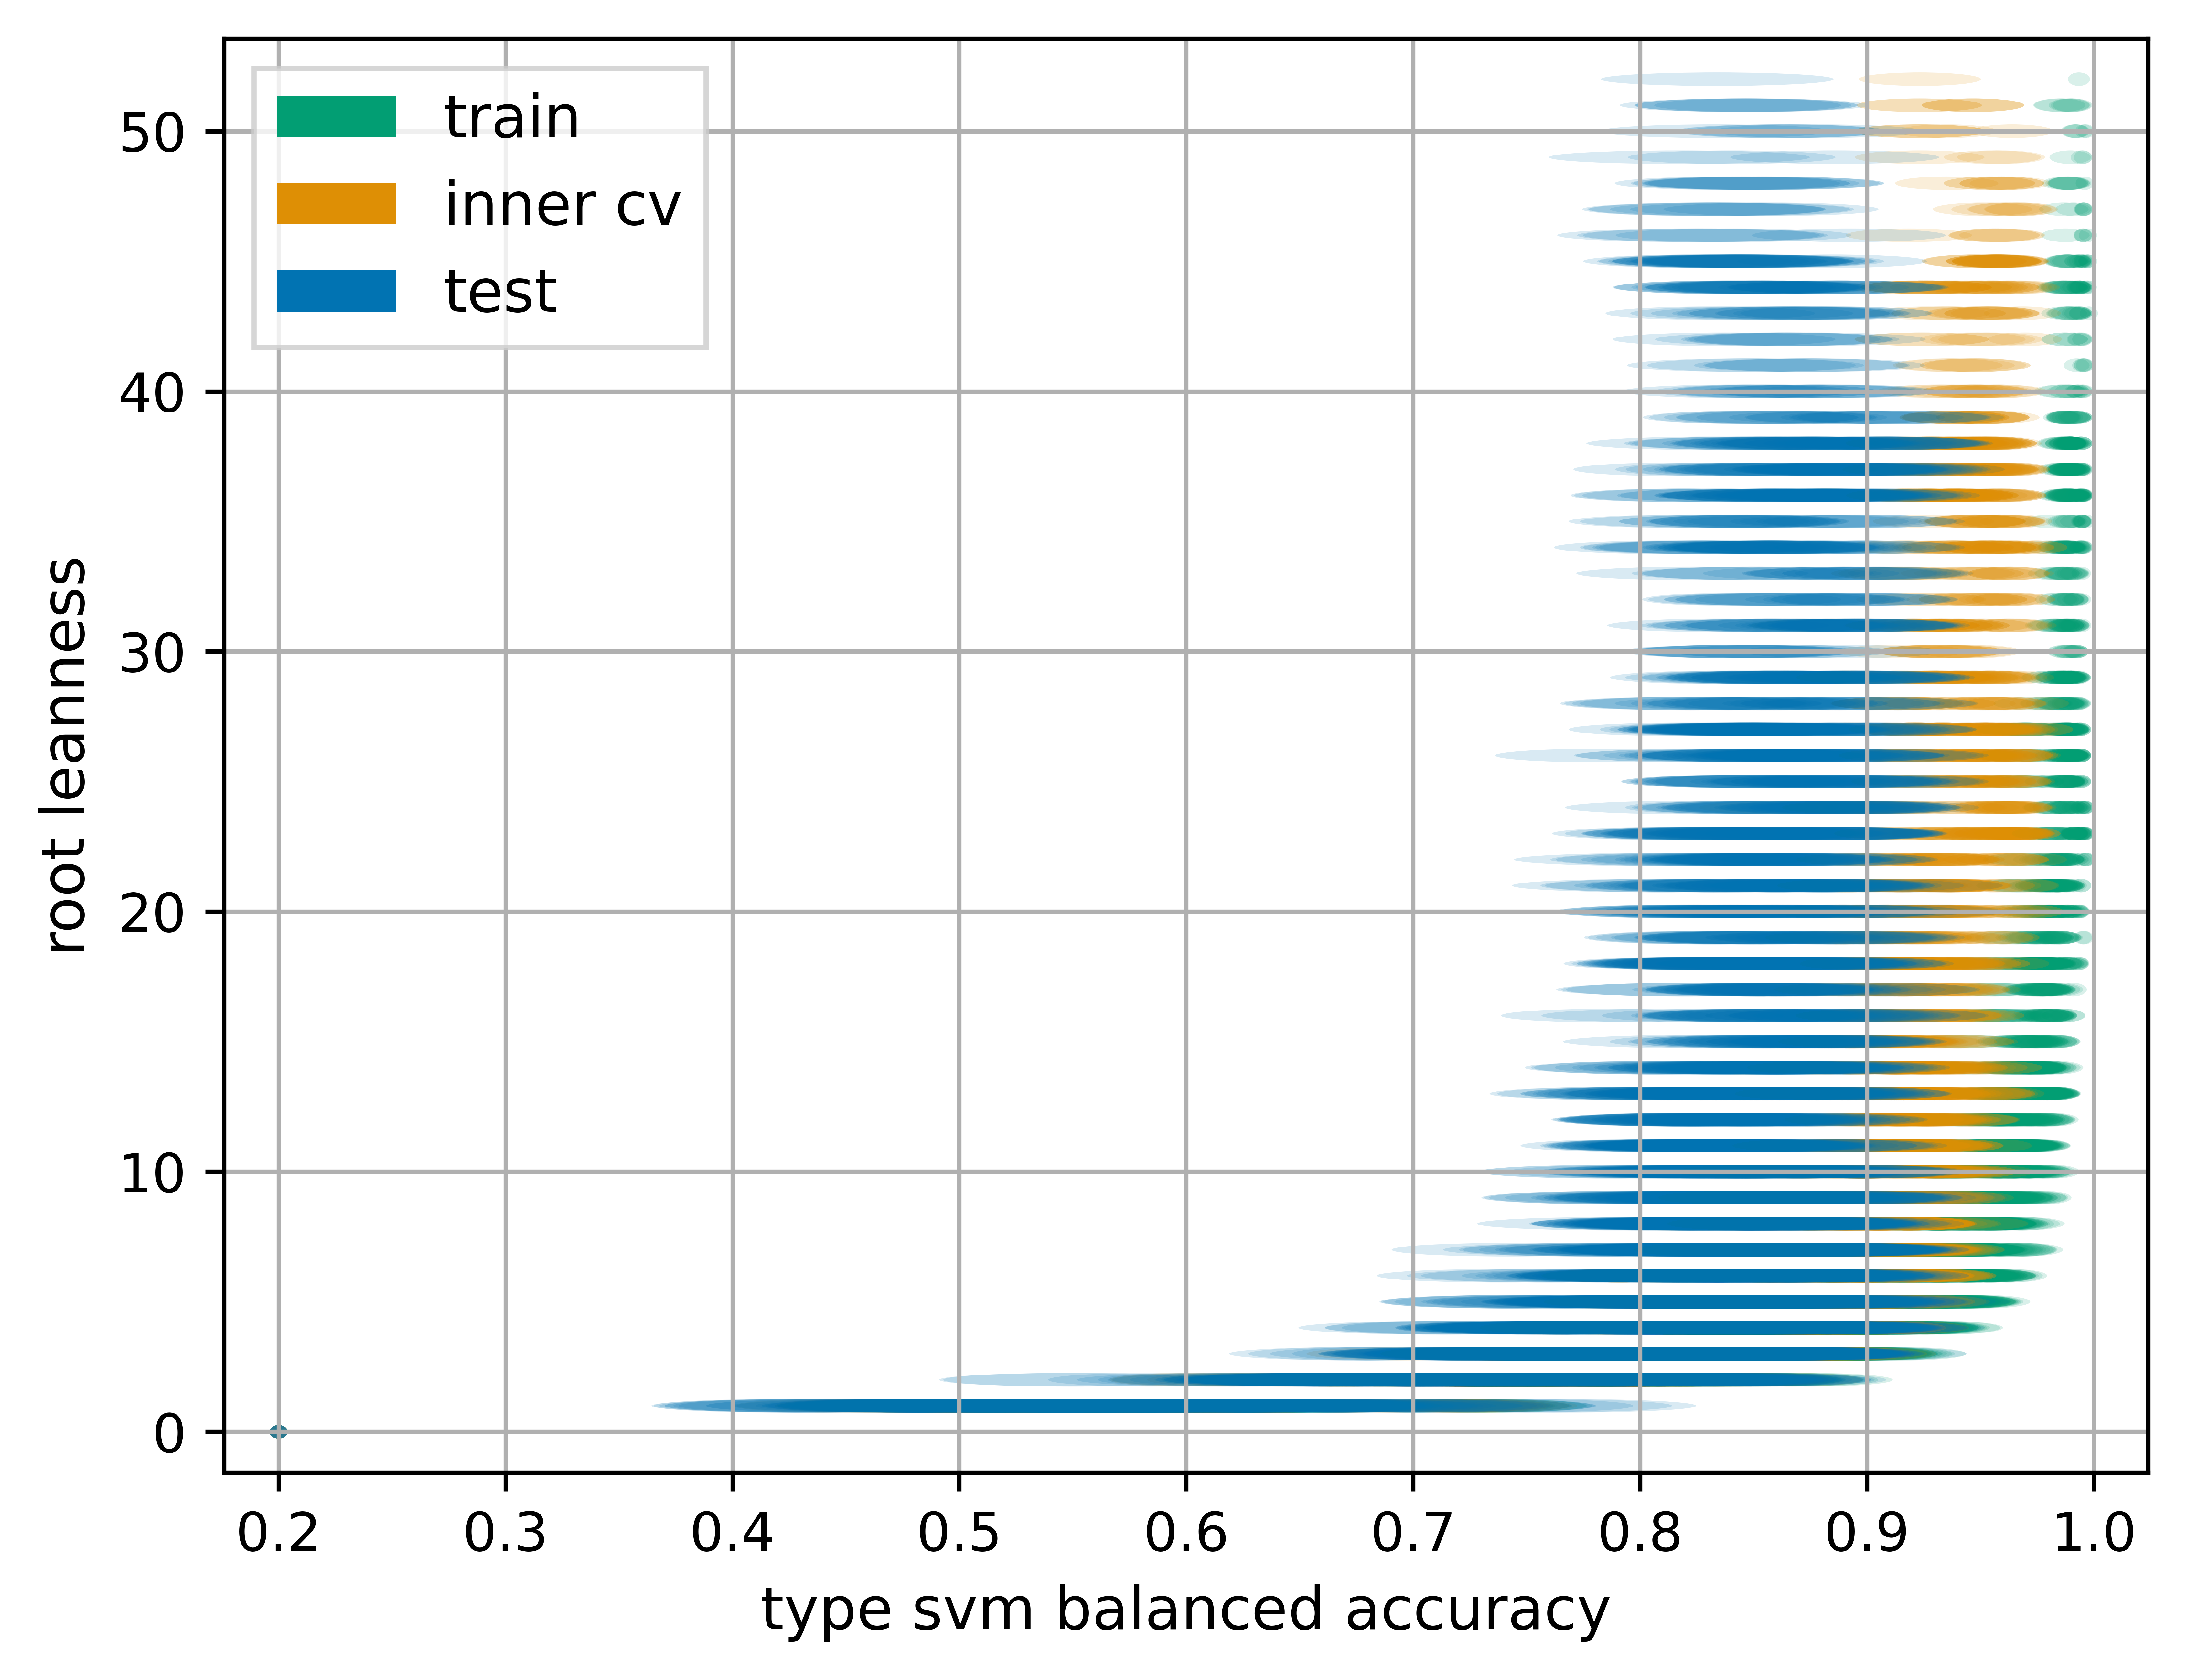 train
inner cv
test
50
40
30
20
10
0
root leanness
0.2 0.3 0.4 0.5 0.6 0.7 0.8 0.9 1.0
type svm balanced accuracy